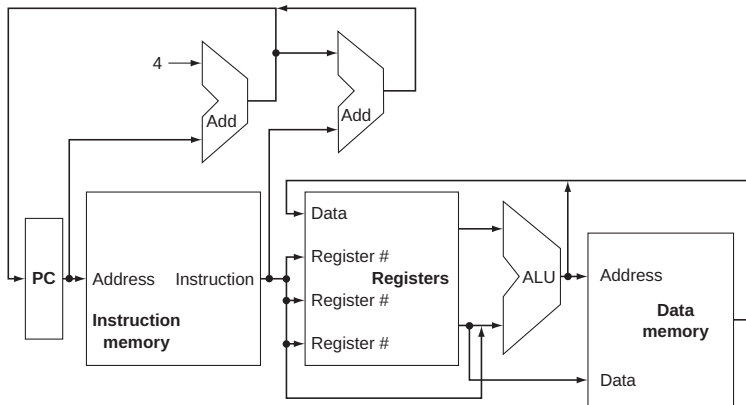 4
Add
Add
Data
PC
Address
Instruction
Register #
Registers
ALU
Address
Instruction
memory
Register #
Data
memory
Register #
Data